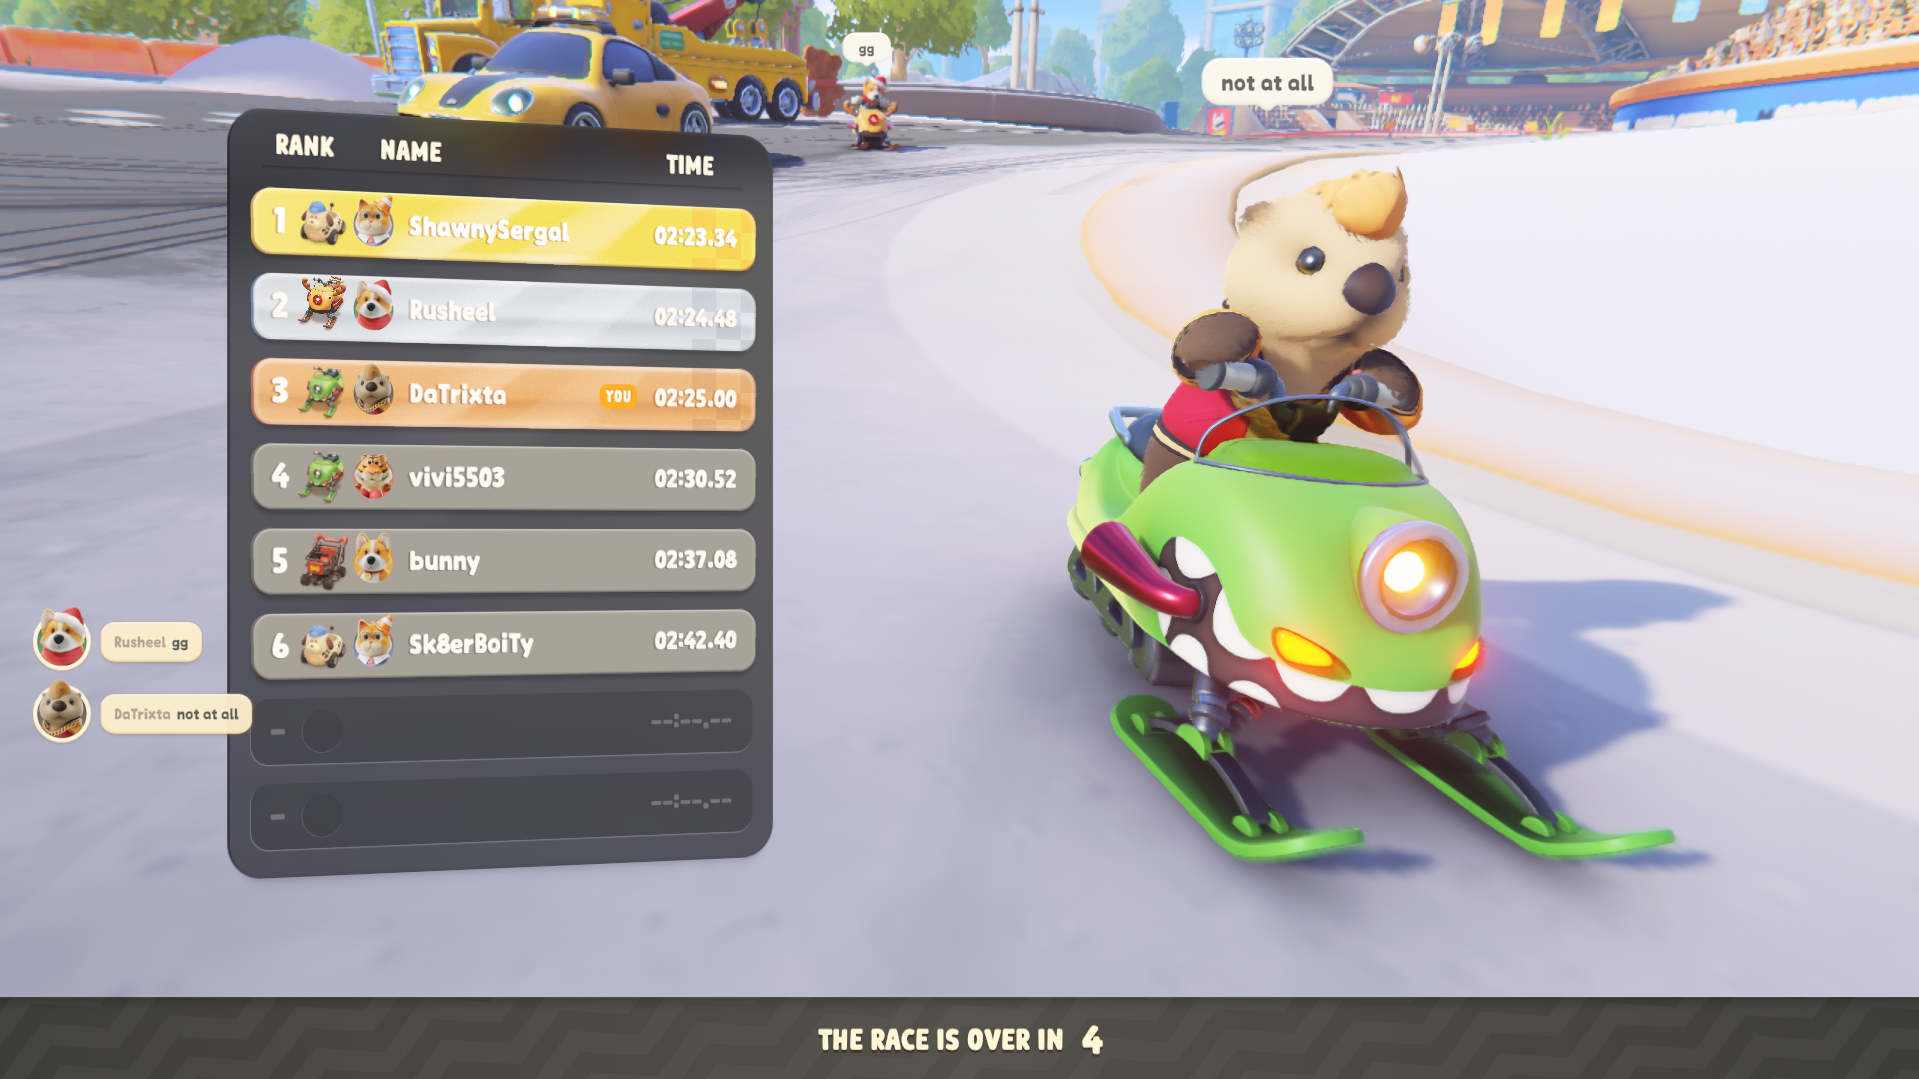 gg
not at all
RANK NAME TIME
1 ShawnySergal 02:23.34
2 Rusheel 02:24.48
3 DaTrixta YOU 02:25.00
4 vivi5503 02:30.52
5 bunny 02:37.08
6 Sk8erBoiTy 02:42.40
- --:--.--
- --:--.--
Rusheel gg
DaTrixta not at all
THE RACE IS OVER IN 4